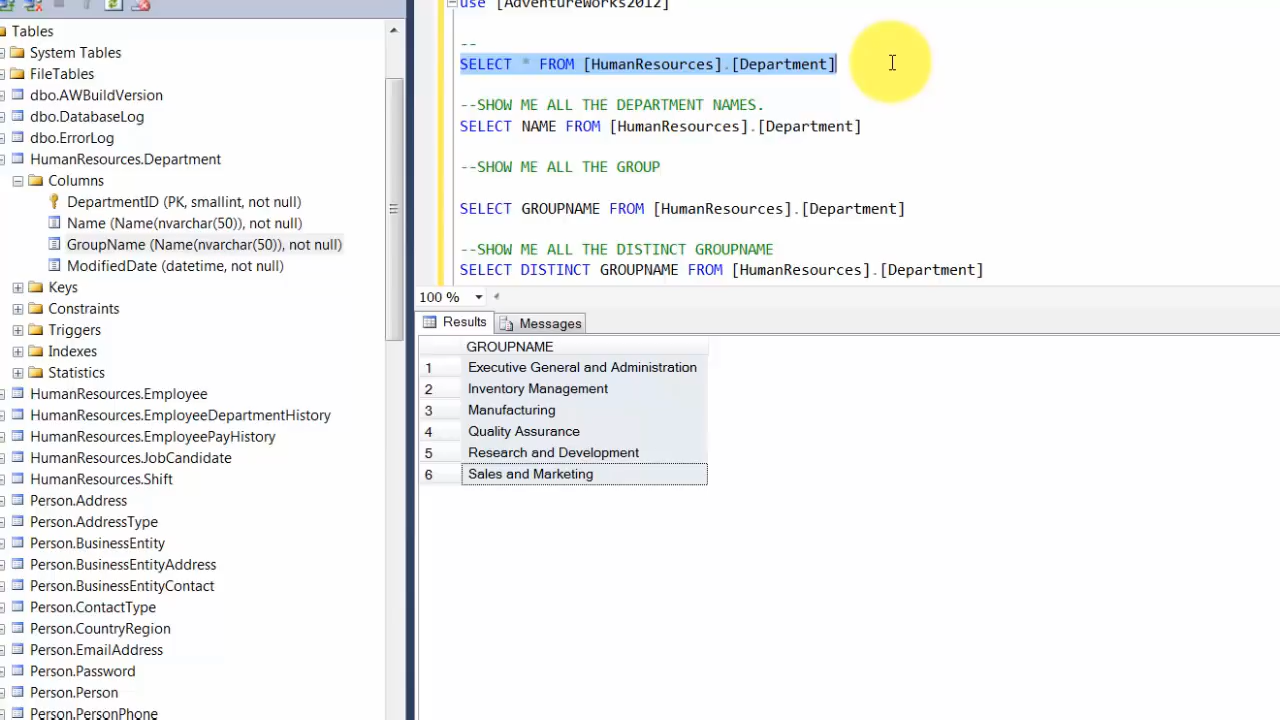 Tables
System Tables
FileTables
dbo.AWBuildVersion
dbo.DatabaseLog
dbo.ErrorLog
HumanResources.Department
Columns
DepartmentID (PK, smallint, not null)
Name (Name(nvarchar(50)), not null)
GroupName (Name(nvarchar(50)), not null)
ModifiedDate (datetime, not null)
Keys
Constraints
Triggers
Indexes
Statistics
HumanResources.Employee
HumanResources.EmployeeDepartmentHistory
HumanResources.EmployeePayHistory
HumanResources.JobCandidate
HumanResources.Shift
Person.Address
Person.AddressType
Person.BusinessEntity
Person.BusinessEntityAddress
Person.BusinessEntityContact
Person.ContactType
Person.CountryRegion
Person.EmailAddress
Person.Password
Person.Person
Person.PersonPhone
use [AdventureWorks2012]
--
SELECT * FROM [HumanResources].[Department]
--SHOW ME ALL THE DEPARTMENT NAMES.
SELECT NAME FROM [HumanResources].[Department]
--SHOW ME ALL THE GROUP
SELECT GROUPNAME FROM [HumanResources].[Department]
--SHOW ME ALL THE DISTINCT GROUPNAME
SELECT DISTINCT GROUPNAME FROM [HumanResources].[Department]
100 %
Results Messages
GROUPNAME
1 Executive General and Administration
2 Inventory Management
3 Manufacturing
4 Quality Assurance
5 Research and Development
6 Sales and Marketing